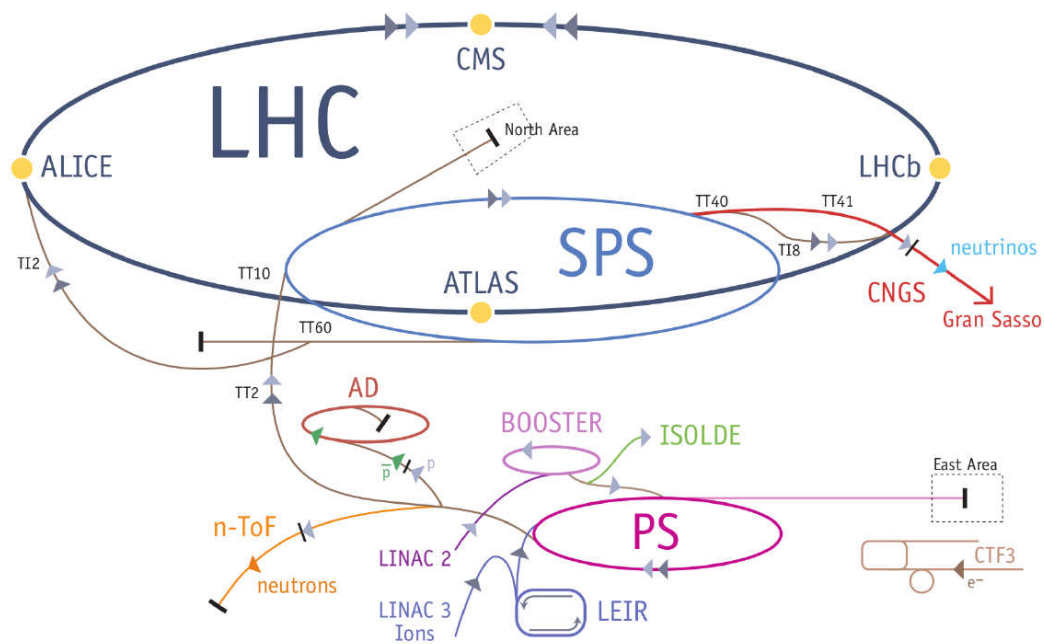 CMS
LHC
North Area
ALICE
LHCb
TT40
TT41
TI8
neutrinos
SPS
TI2
TT10
ATLAS
CNGS
Gran Sasso
TT60
TT2
AD
BOOSTER
ISOLDE
p̅
p
East Area
n-ToF
PS
LINAC 2
neutrons
CTF3
e⁻
LINAC 3
Ions
LEIR